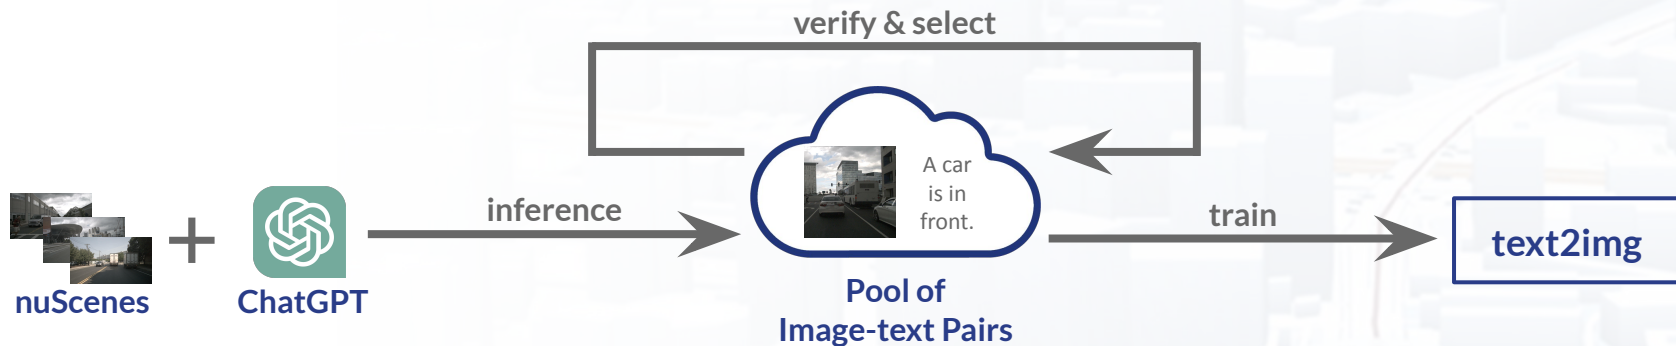 verify & select
A car
is in
front.
inference
train
text2img
nuScenes
ChatGPT
Pool of
Image-text Pairs